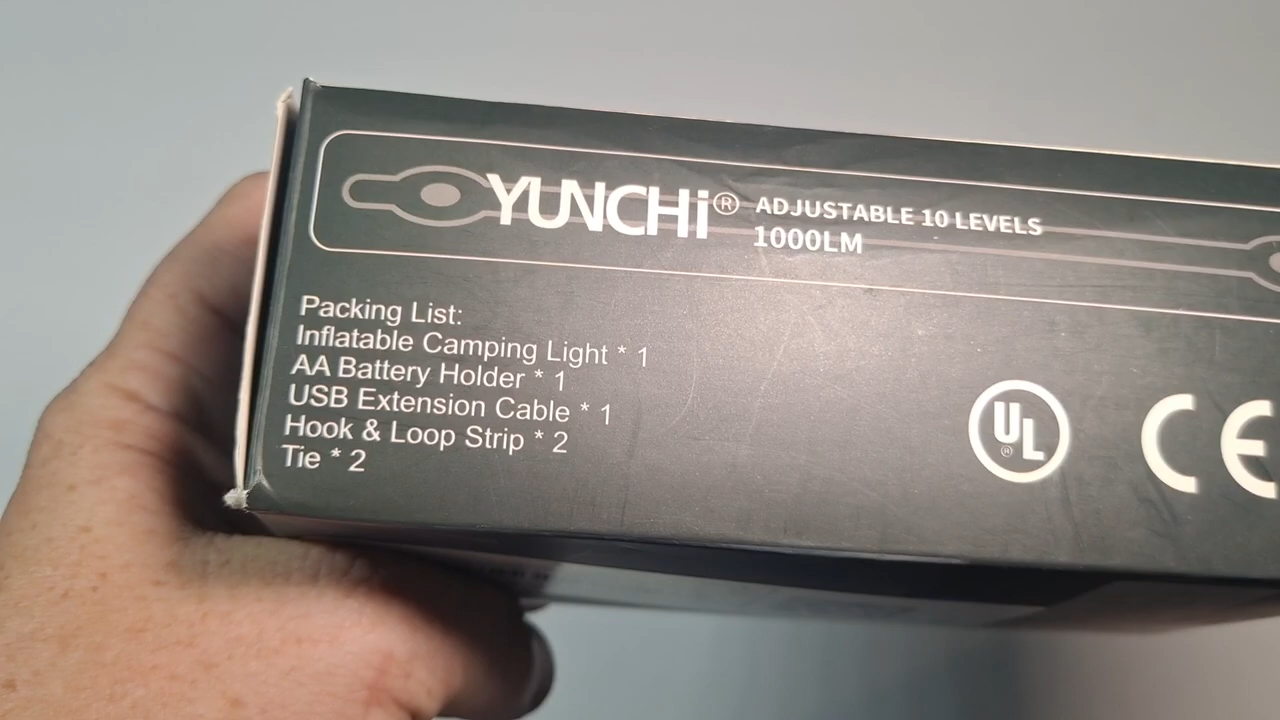 YUNCHi® ADJUSTABLE 10 LEVELS
1000LM
Packing List:
Inflatable Camping Light * 1
AA Battery Holder * 1
USB Extension Cable * 1
Hook & Loop Strip * 2
Tie * 2
UL ®
CE